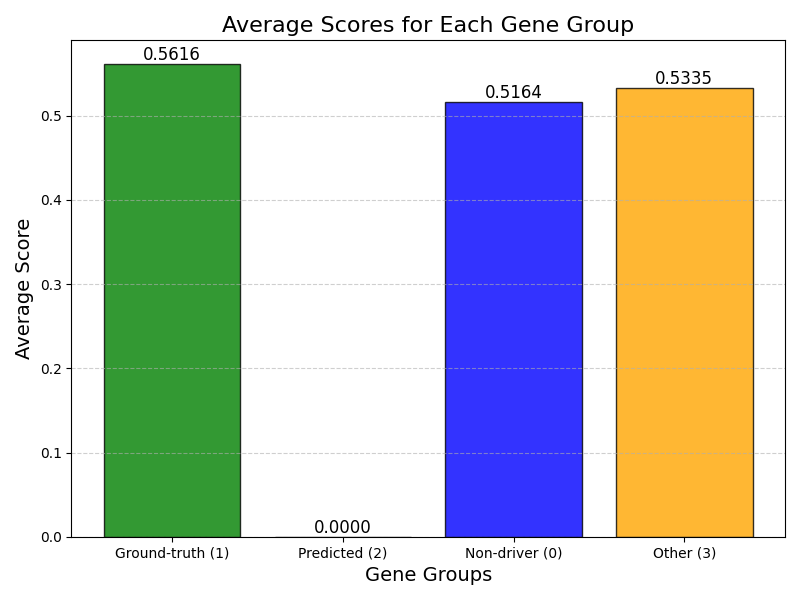 Average Scores for Each Gene Group
0.5616
0.0000
0.5164
0.5335
0.5
0.4
0.3
0.2
0.1
0.0
Average Score
Ground-truth (1)
Predicted (2)
Non-driver (0)
Other (3)
Gene Groups